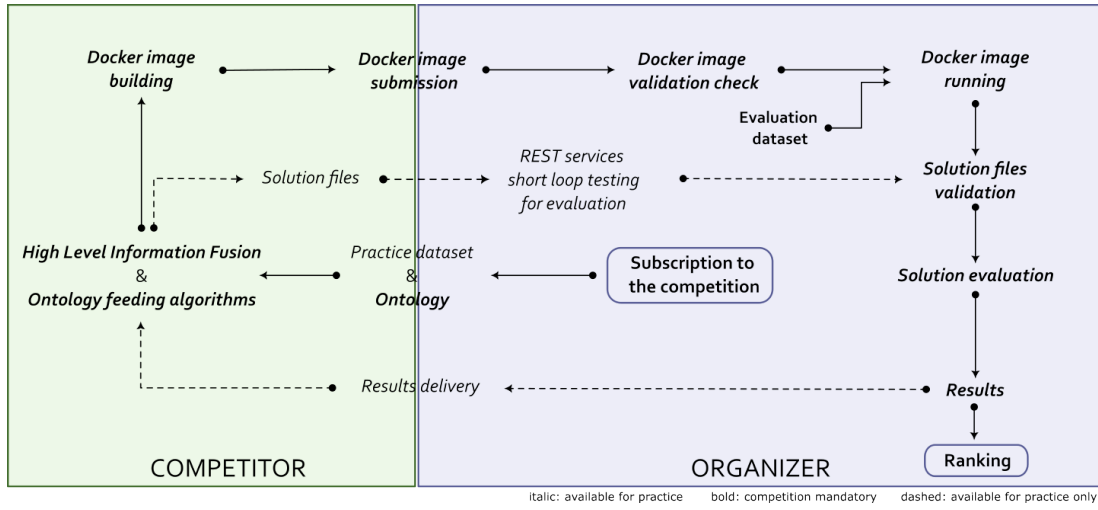 Docker image
building
Docker image
submission
Docker image
validation check
Docker image
running
Evaluation
dataset
Solution files
REST services
short loop testing
for evaluation
Solution files
validation
High Level Information Fusion
&
Ontology feeding algorithms
Practice dataset
&
Ontology
Subscription to
the competition
Solution evaluation
Results delivery
Results
Ranking
COMPETITOR
ORGANIZER
italic: available for practice bold: competition mandatory dashed: available for practice only